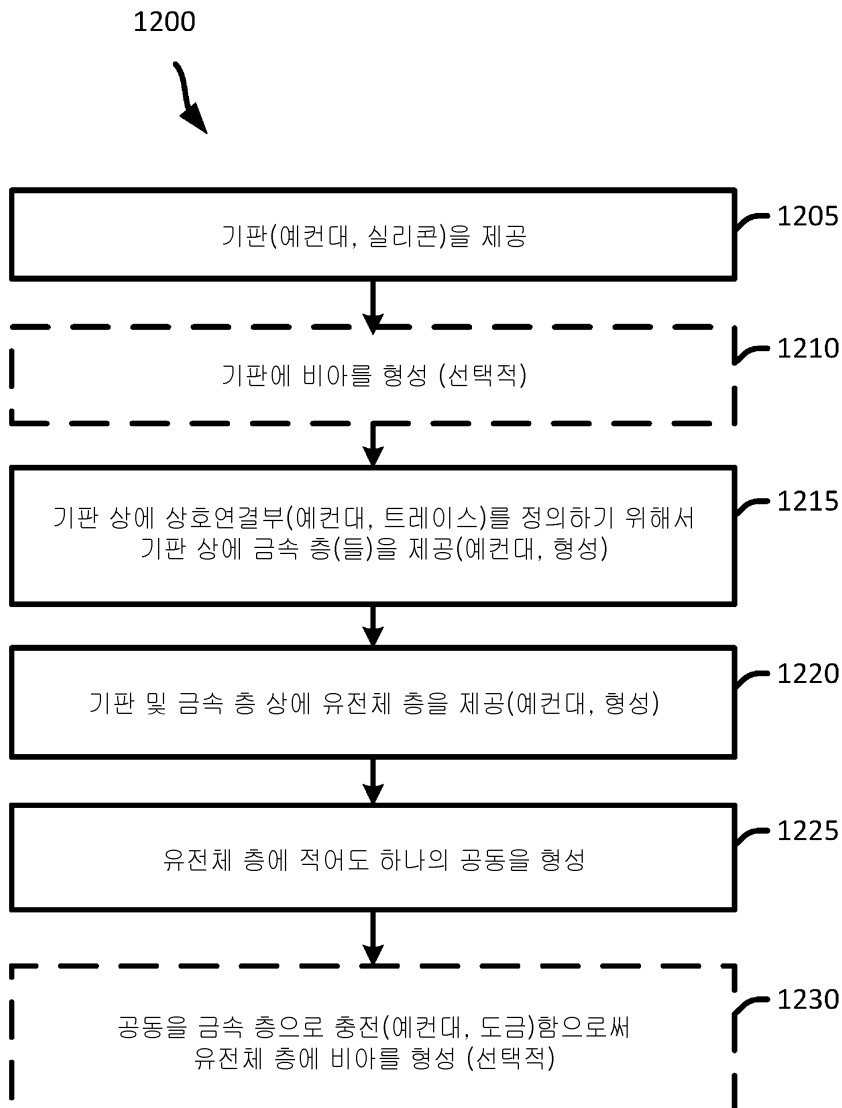 1200
기판(예컨대, 실리콘)을 제공
1205
기판에 비아를 형성 (선택적)
1210
기판 상에 상호연결부(예컨대, 트레이스)를 정의하기 위해서
기판 상에 금속 층(들)을 제공(예컨대, 형성)
1215
기판 및 금속 층 상에 유전체 층을 제공(예컨대, 형성)
1220
유전체 층에 적어도 하나의 공동을 형성
1225
공동을 금속 층으로 충전(예컨대, 도금)함으로써
유전체 층에 비아를 형성 (선택적)
1230